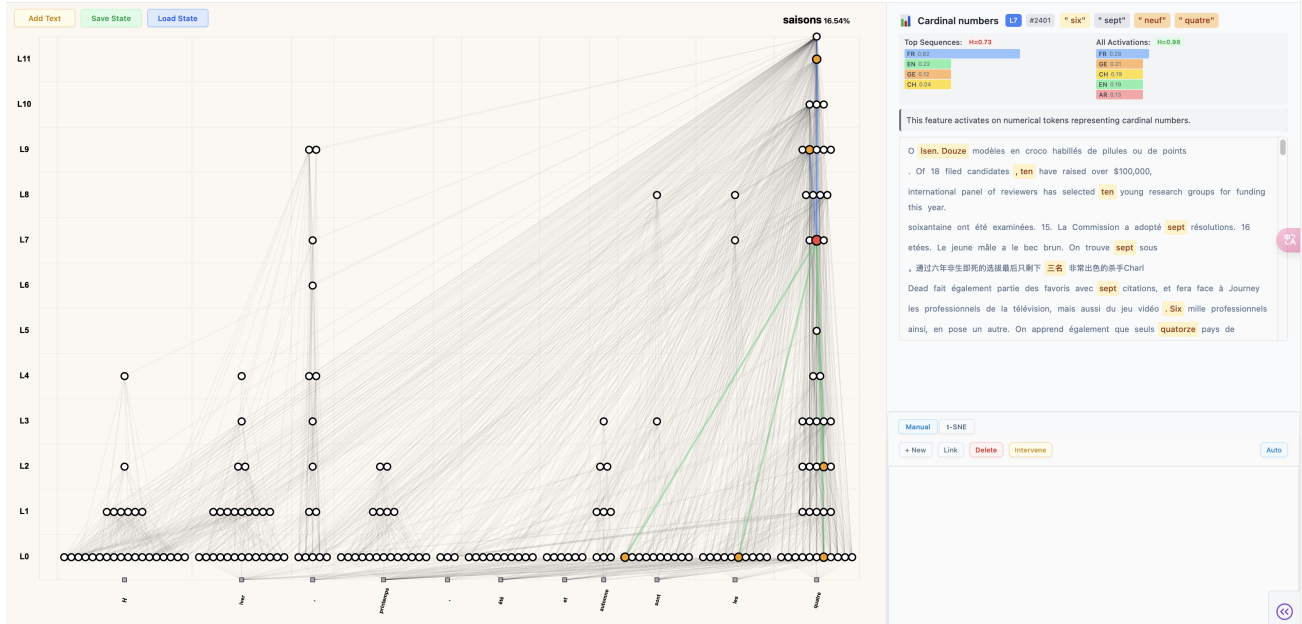 Add Text Save State Load State
saisons 16.54%
L11
L10
L9
L8
L7
L6
L5
L4
L3
L2
L1
L0
H iver , printemps , été et automne sont les quatre
Cardinal numbers L7 #2401 " six" " sept" " neuf" " quatre"
Top Sequences: H=0.73
FR 0.62
EN 0.22
GE 0.12
CH 0.04
All Activations: H=0.98
FR 0.28
GE 0.21
CH 0.19
EN 0.19
AR 0.13
This feature activates on numerical tokens representing cardinal numbers.
O Isen. Douze modèles en croco habillés de pilules ou de points
. Of 18 filed candidates , ten have raised over $100,000,
international panel of reviewers has selected ten young research groups for funding
this year.
soixantaine ont été examinées. 15. La Commission a adopté sept résolutions. 16
etées. Le jeune mâle a le bec brun. On trouve sept sous
。通过六年非生即死的选拔最后只剩下 三名 非常出色的杀手Charl
Dead fait également partie des favoris avec sept citations, et fera face à Journey
les professionnels de la télévision, mais aussi du jeu vidéo . Six mille professionnels
ainsi, en pose un autre. On apprend également que seuls quatorze pays de
Manual t-SNE
+ New Link Delete Intervene Auto